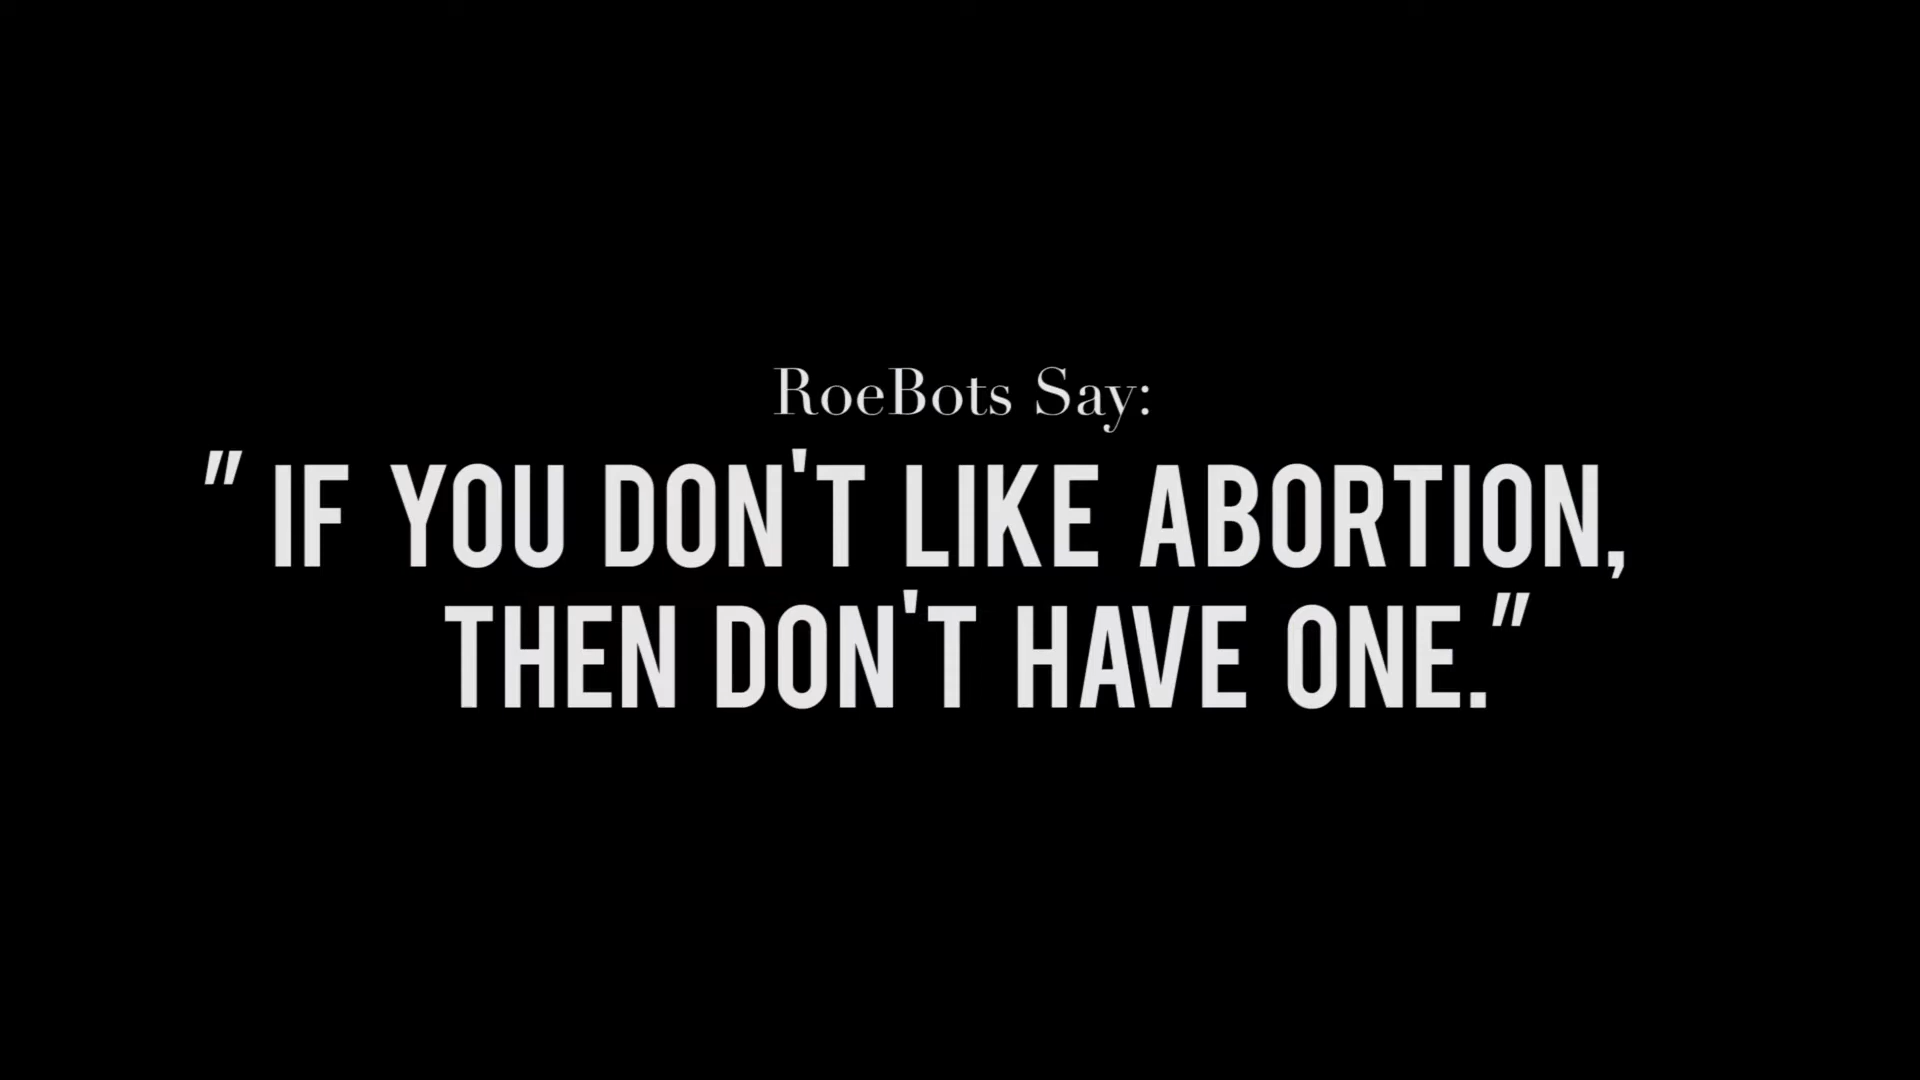 RoeBots Say:
" IF YOU DON'T LIKE ABORTION,
THEN DON'T HAVE ONE."